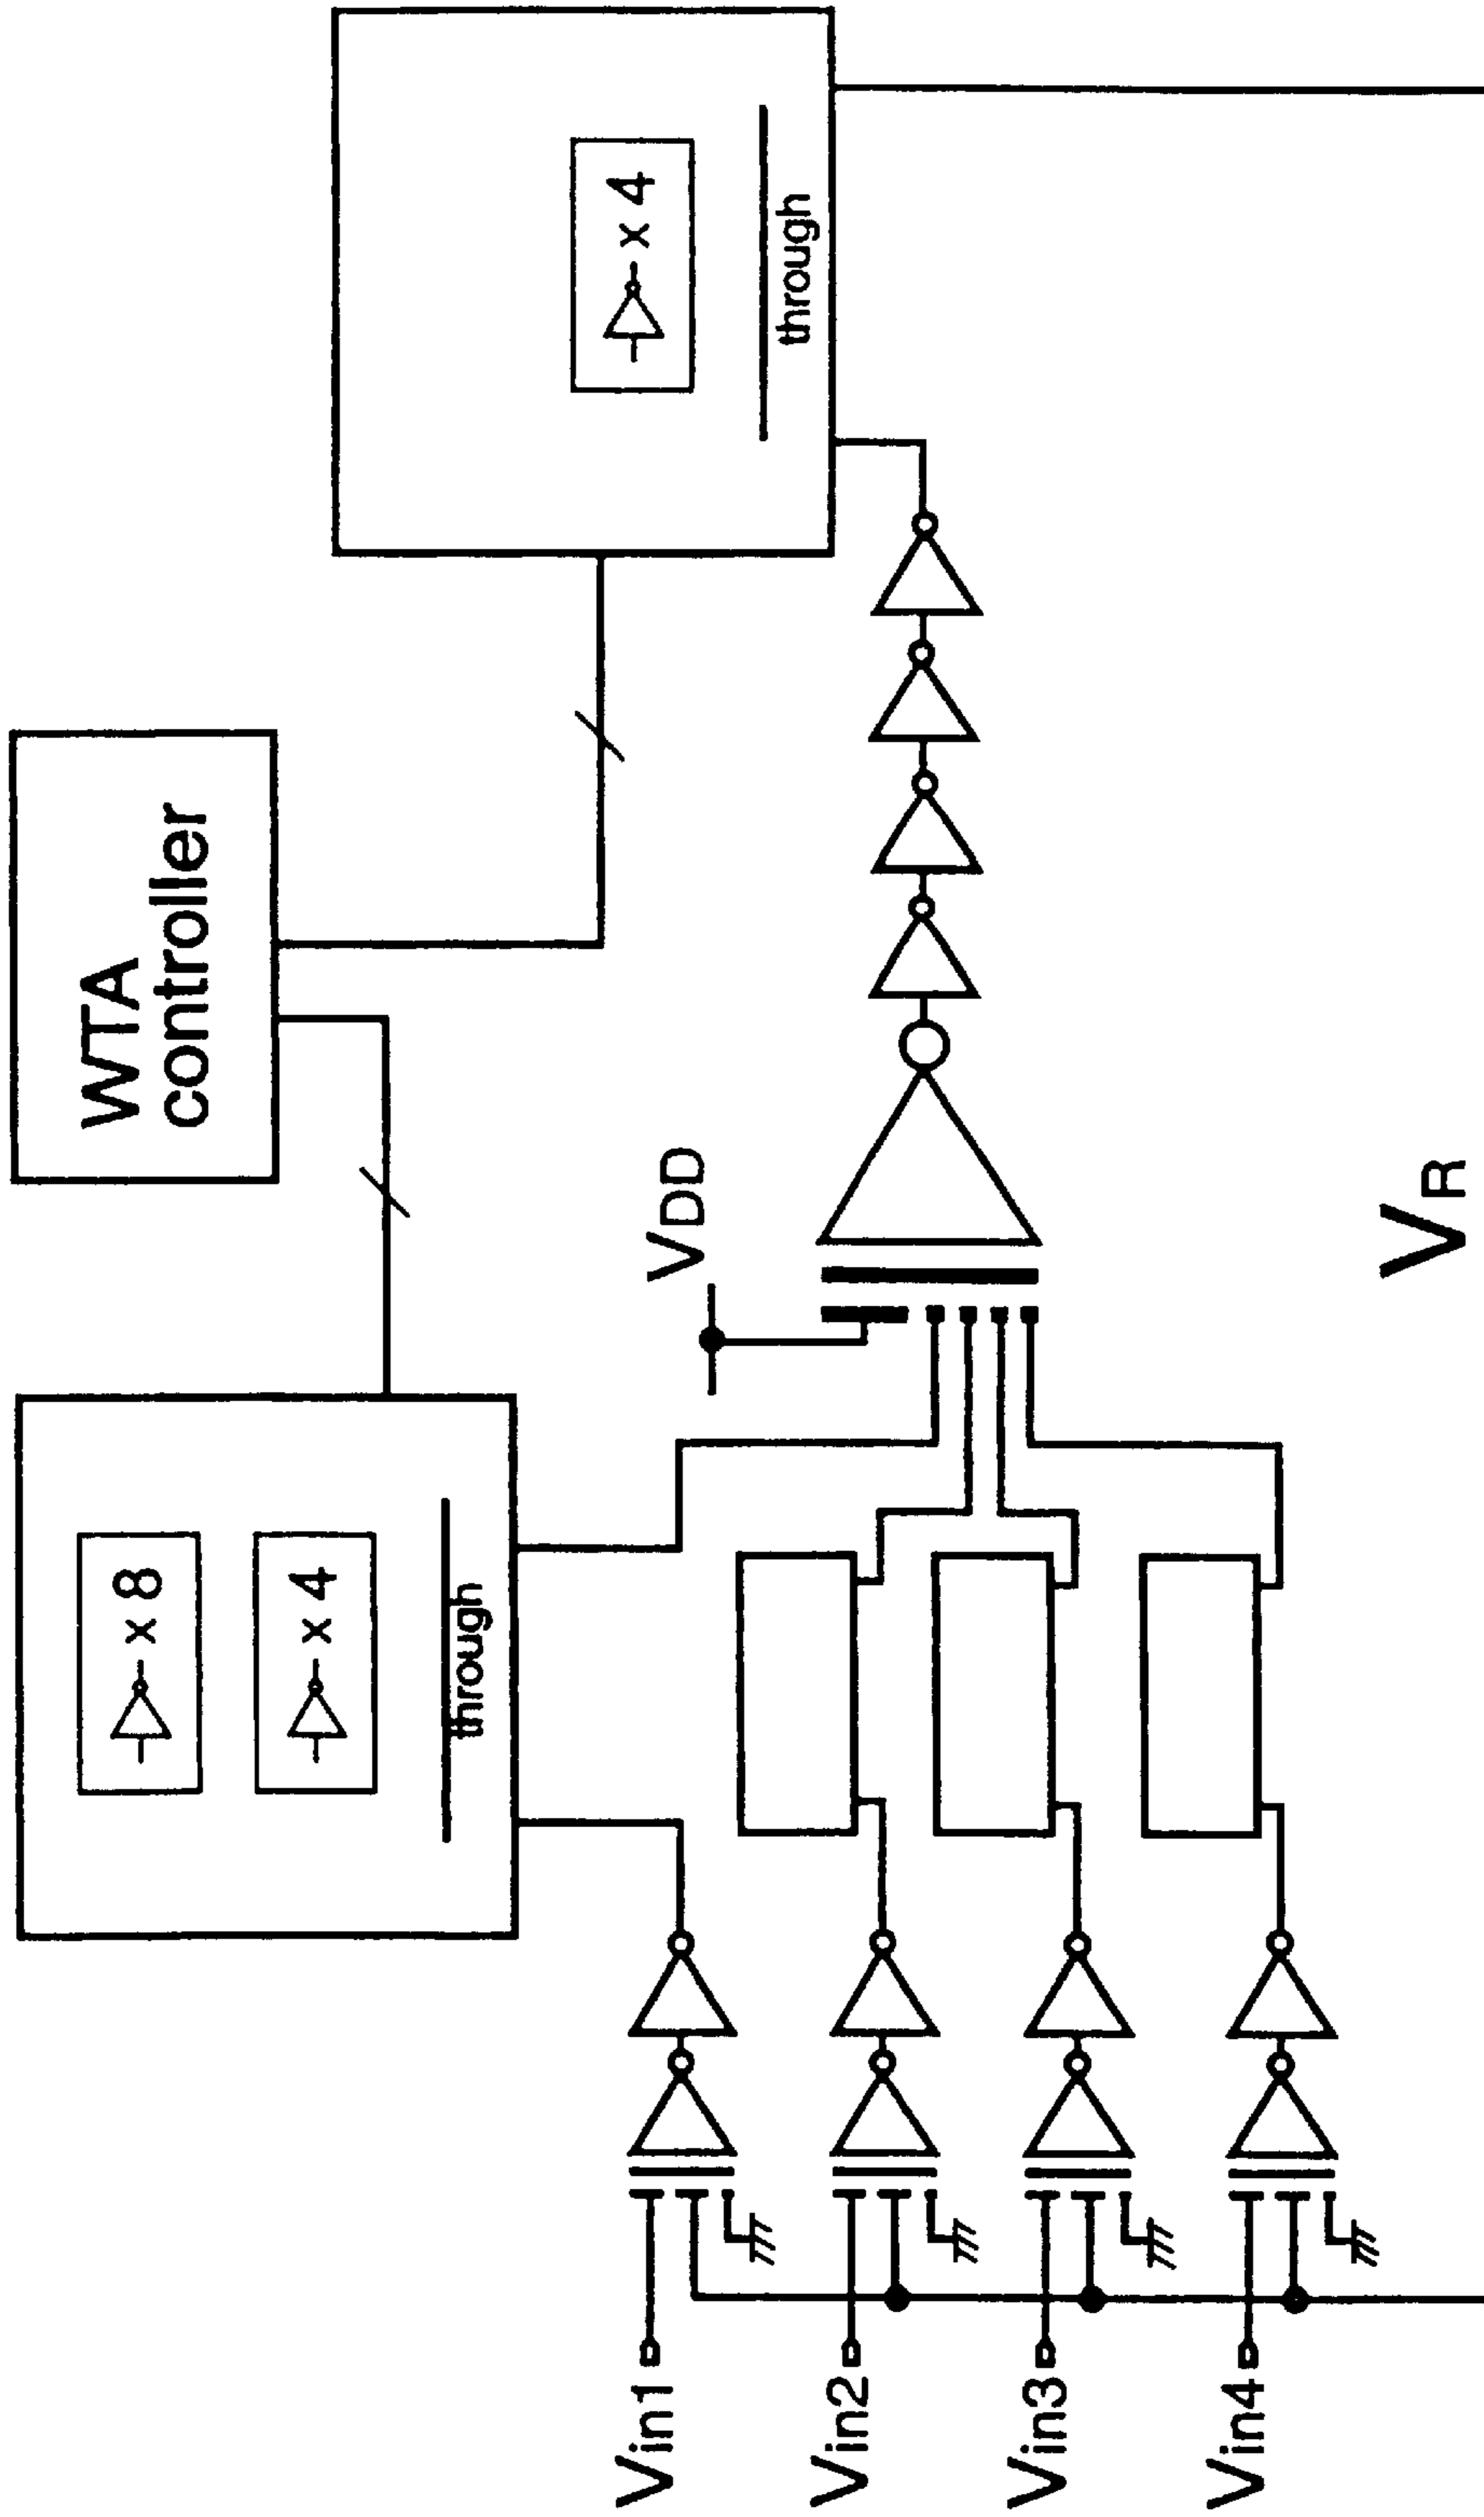 WTA
controller
x 8
x 4
through
x 4
through
VDD
Vin1
Vin2
Vin3
Vin4
VR